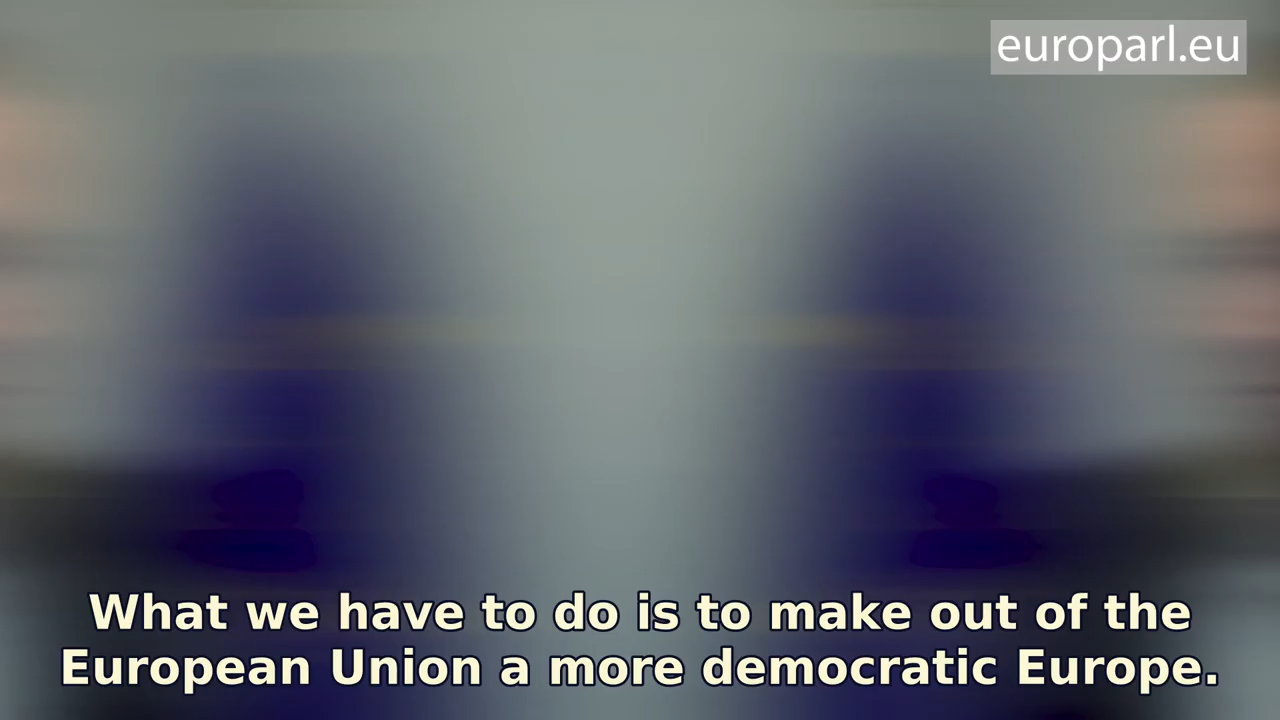 europarl.eu
What we have to do is to make out of the
European Union a more democratic Europe.